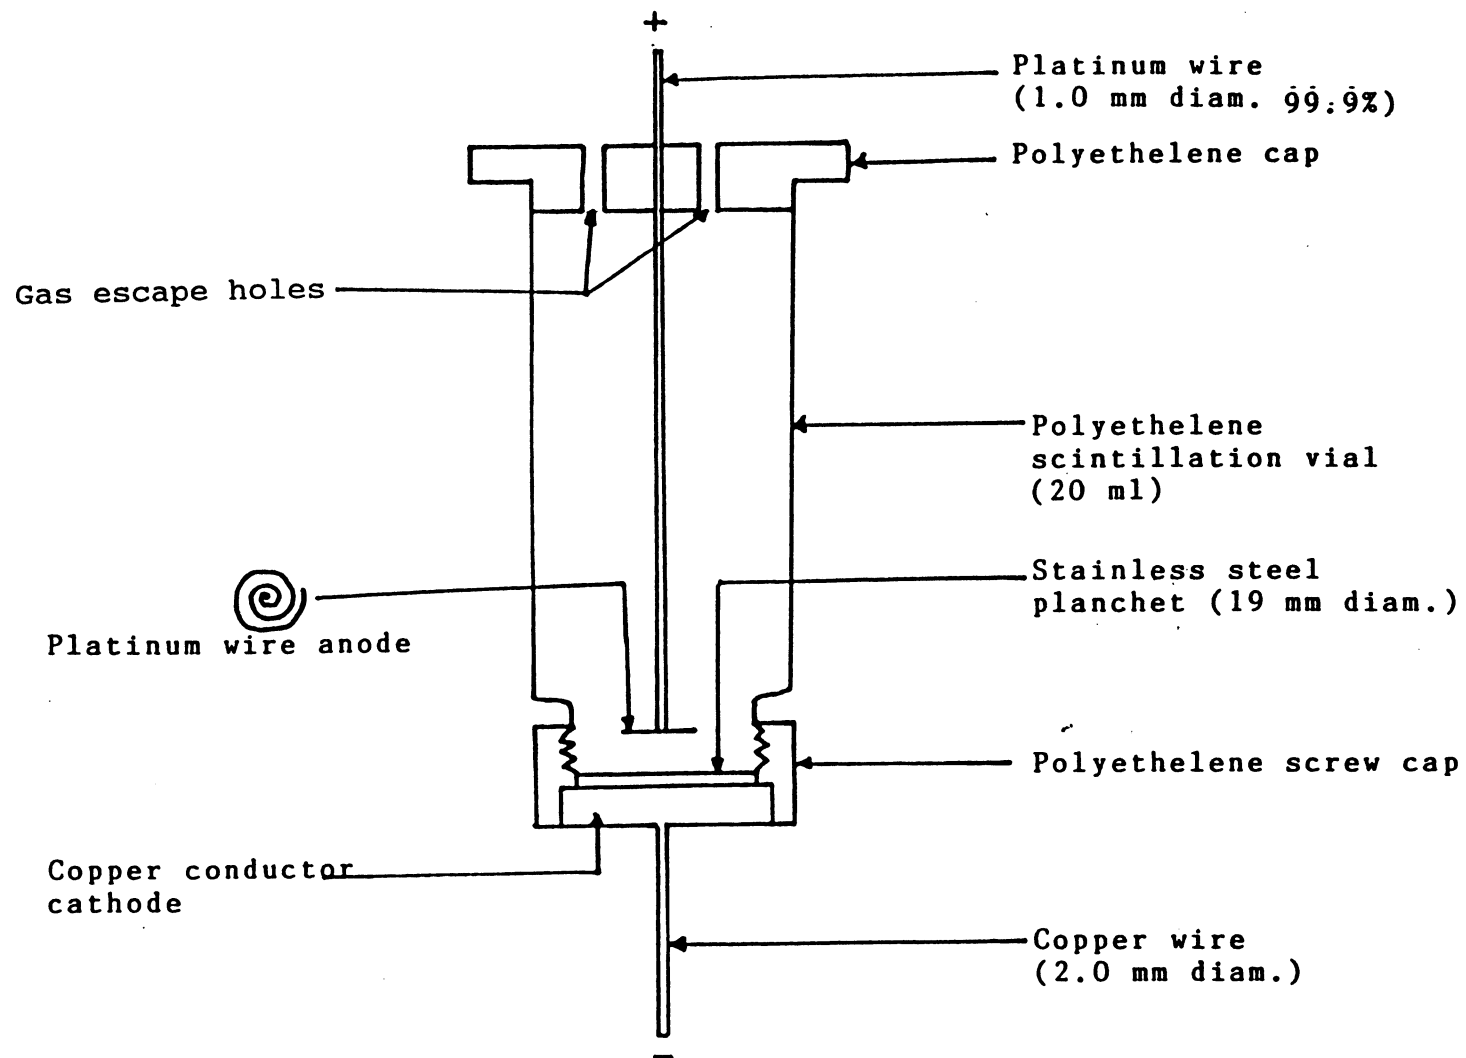 +
Platinum wire
(1.0 mm diam. 99.9%)
Polyethelene cap
Gas escape holes
Polyethelene
scintillation vial
(20 ml)
Stainless steel
planchet (19 mm diam.)
Platinum wire anode
Polyethelene screw cap
Copper conductor
cathode
Copper wire
(2.0 mm diam.)
-